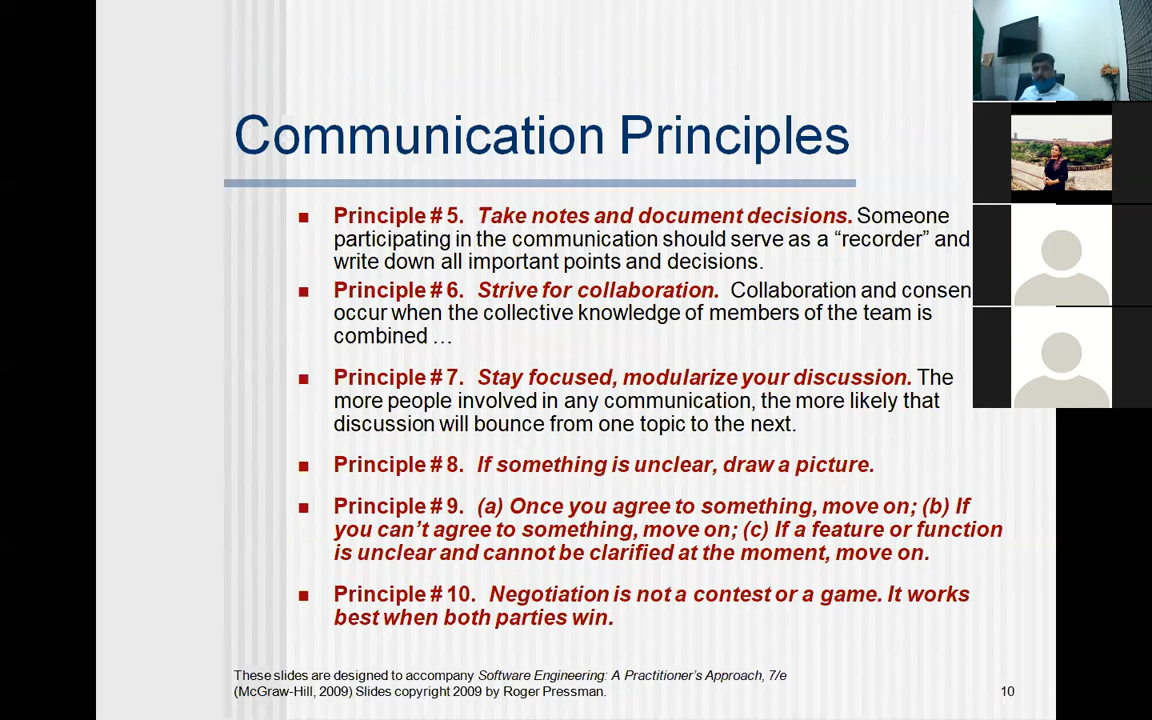 Communication Principles
Principle # 5. Take notes and document decisions. Someone
participating in the communication should serve as a “recorder” and
write down all important points and decisions.
Principle # 6. Strive for collaboration. Collaboration and consen
occur when the collective knowledge of members of the team is
combined …
Principle # 7. Stay focused, modularize your discussion. The
more people involved in any communication, the more likely that
discussion will bounce from one topic to the next.
Principle # 8. If something is unclear, draw a picture.
Principle # 9. (a) Once you agree to something, move on; (b) If
you can’t agree to something, move on; (c) If a feature or function
is unclear and cannot be clarified at the moment, move on.
Principle # 10. Negotiation is not a contest or a game. It works
best when both parties win.
These slides are designed to accompany Software Engineering: A Practitioner’s Approach, 7/e
(McGraw-Hill, 2009) Slides copyright 2009 by Roger Pressman.
10